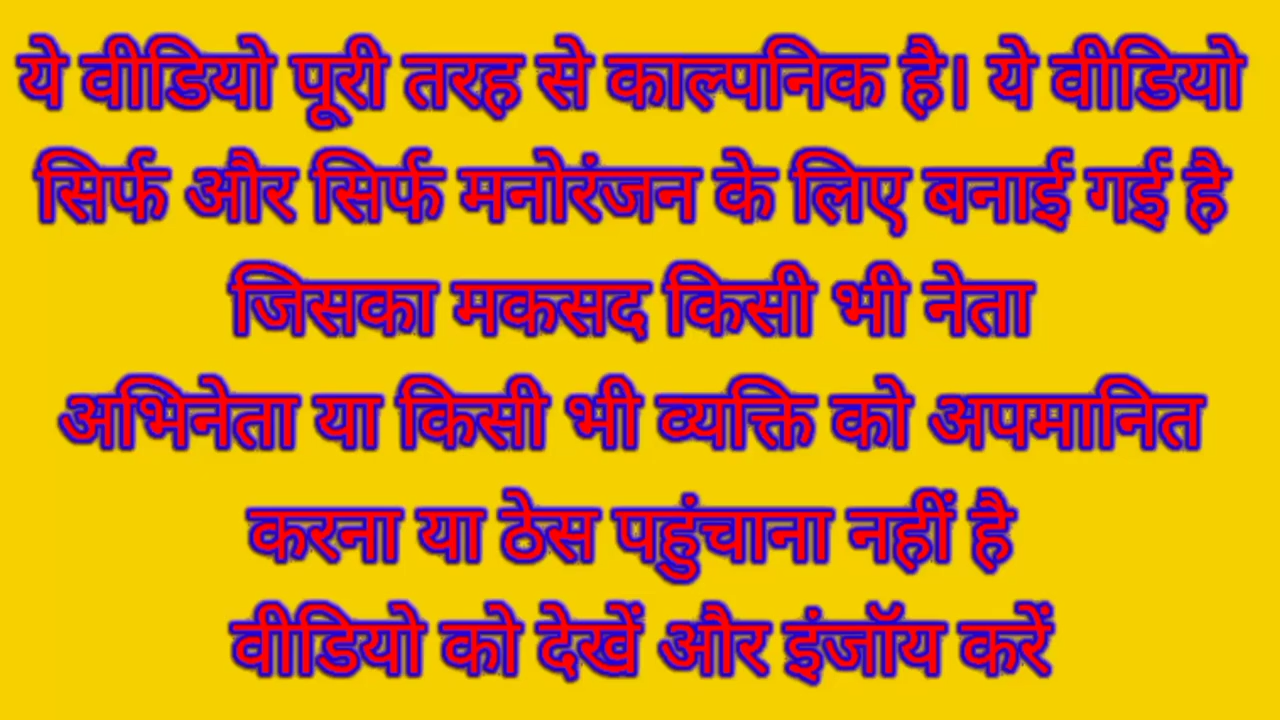 ये वीडियो पूरी तरह से काल्पनिक है। ये वीडियो
सिर्फ और सिर्फ मनोरंजन के लिए बनाई गई है
जिसका मकसद किसी भी नेता
अभिनेता या किसी भी व्यक्ति को अपमानित
करना या ठेस पहुंचाना नहीं है
वीडियो को देखें और इंजॉय करें